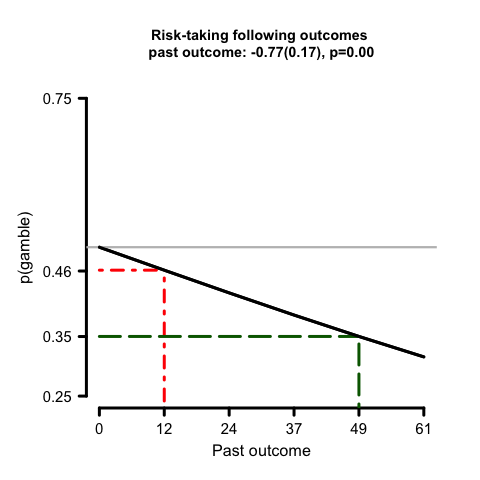 Risk-taking following outcomes
past outcome: -0.77(0.17), p=0.00
0.75
0.46
0.35
0.25
p(gamble)
0 12 24 37 49 61
Past outcome